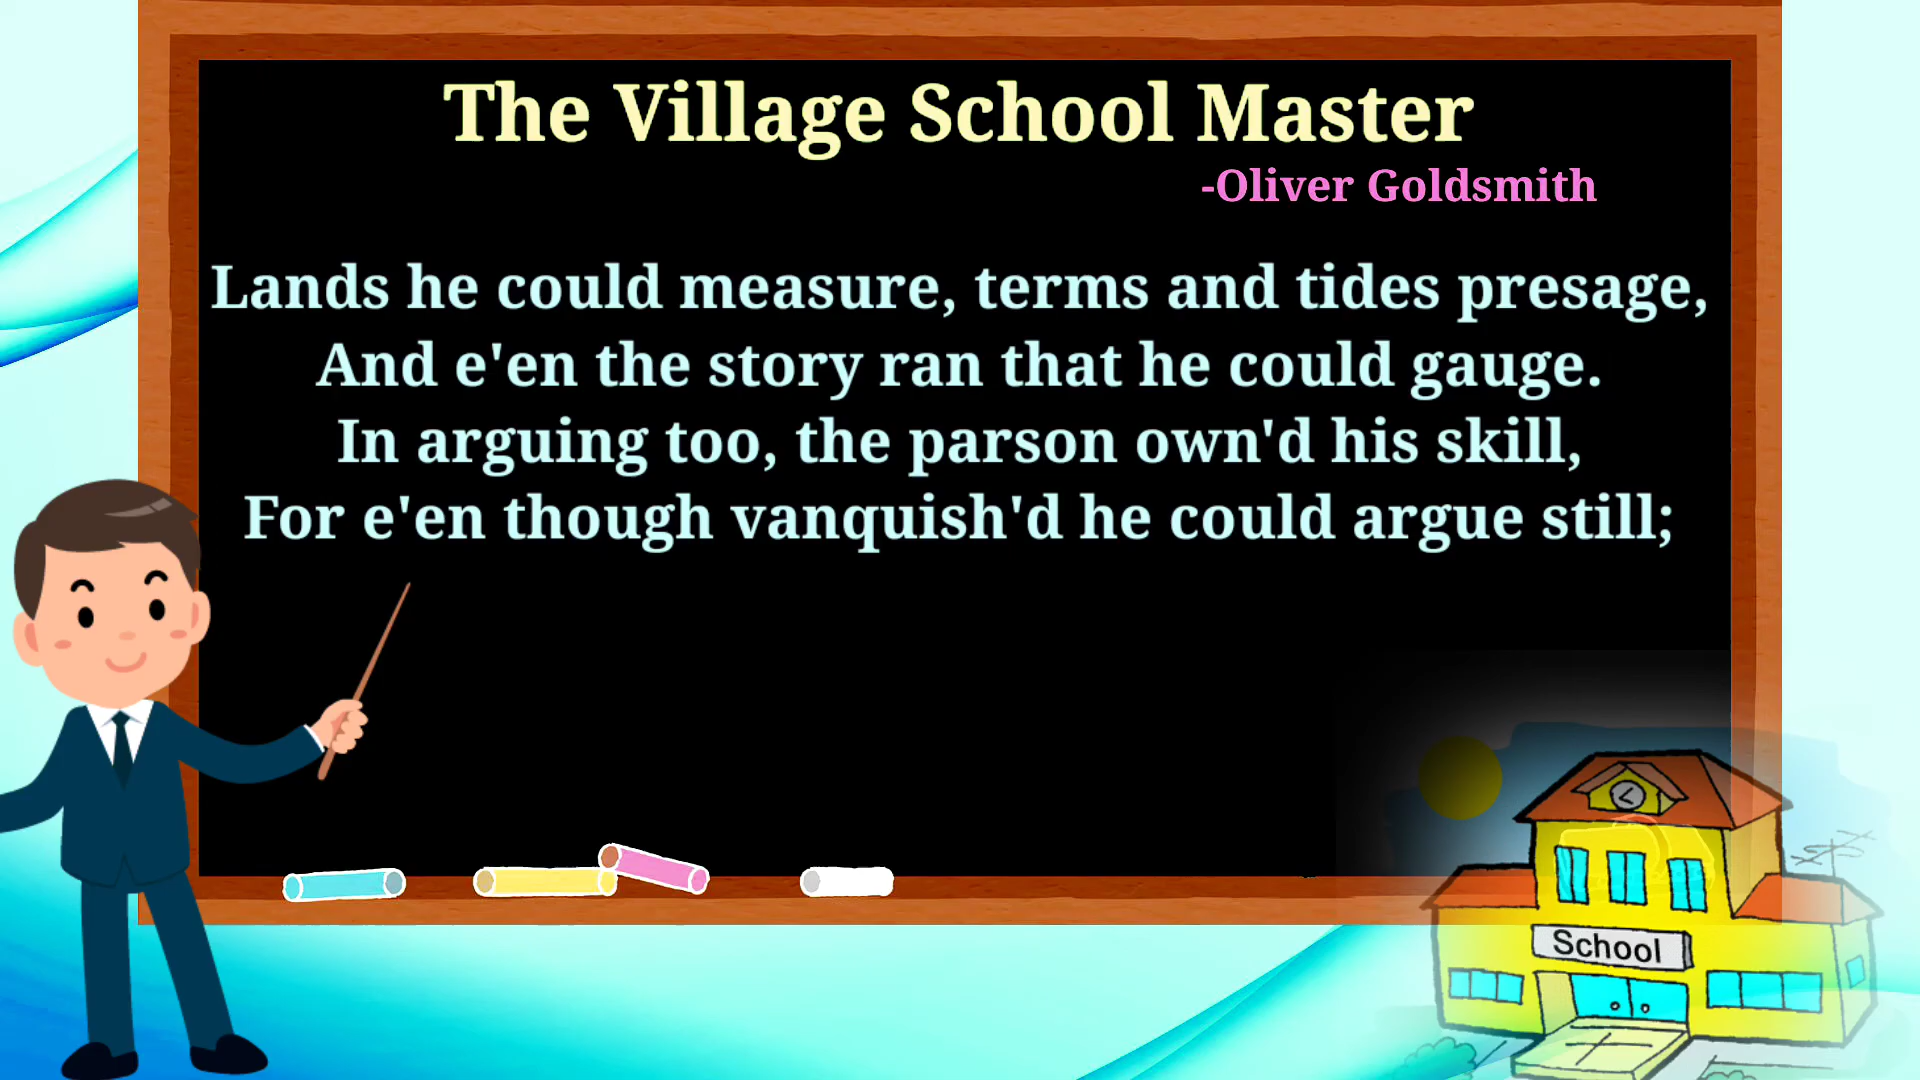 The Village School Master
-Oliver Goldsmith
Lands he could measure, terms and tides presage,
And e'en the story ran that he could gauge.
In arguing too, the parson own'd his skill,
For e'en though vanquish'd he could argue still;
School